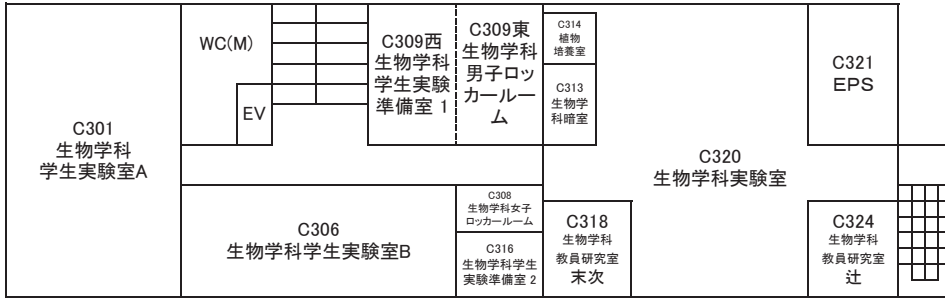 C301
生物学科
学生実験室A
WC(M)
EV
C309西
生物学科
学生実験
準備室 1
C309東
生物学科
男子ロッ
カールー
ム
C314
植物
培養室
C313
生物学
科暗室
C321
EPS
C320
生物学科実験室
C306
生物学科学生実験室B
C308
生物学科女子
ロッカールーム
C316
生物学科学生
実験準備室 2
C318
生物学科
教員研究室
末次
C324
生物学科
教員研究室
辻